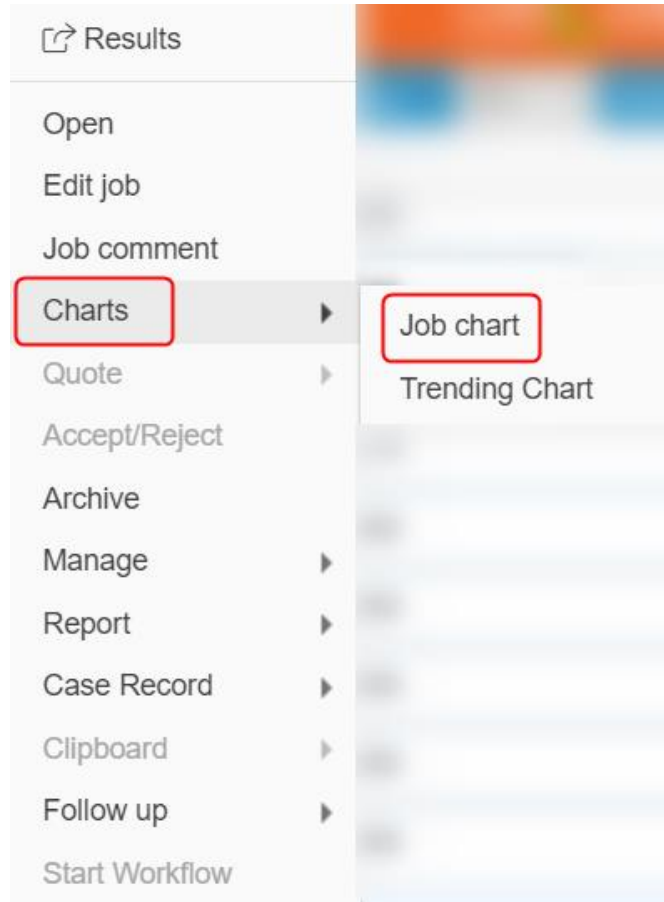 Results
Open
Edit job
Job comment
Charts
Job chart
Quote
Trending Chart
Accept/Reject
Archive
Manage
Report
Case Record
Clipboard
Follow up
Start Workflow